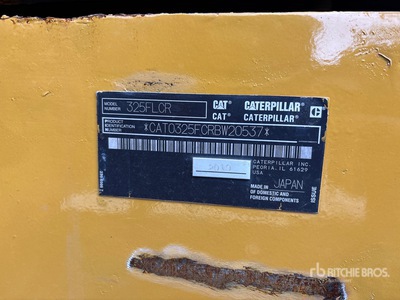 MODEL NUMBER 325FLCR CAT® CATERPILLAR®
CAT® CATERPILLAR®
PRODUCT IDENTIFICATION NUMBER *CAT0325FCRBW20537*
CATERPILLAR INC.
PEORIA, IL 61629
USA
MADE IN JAPAN
OF DOMESTIC AND
FOREIGN COMPONENTS
ISSUE
rb RITCHIE BROS.